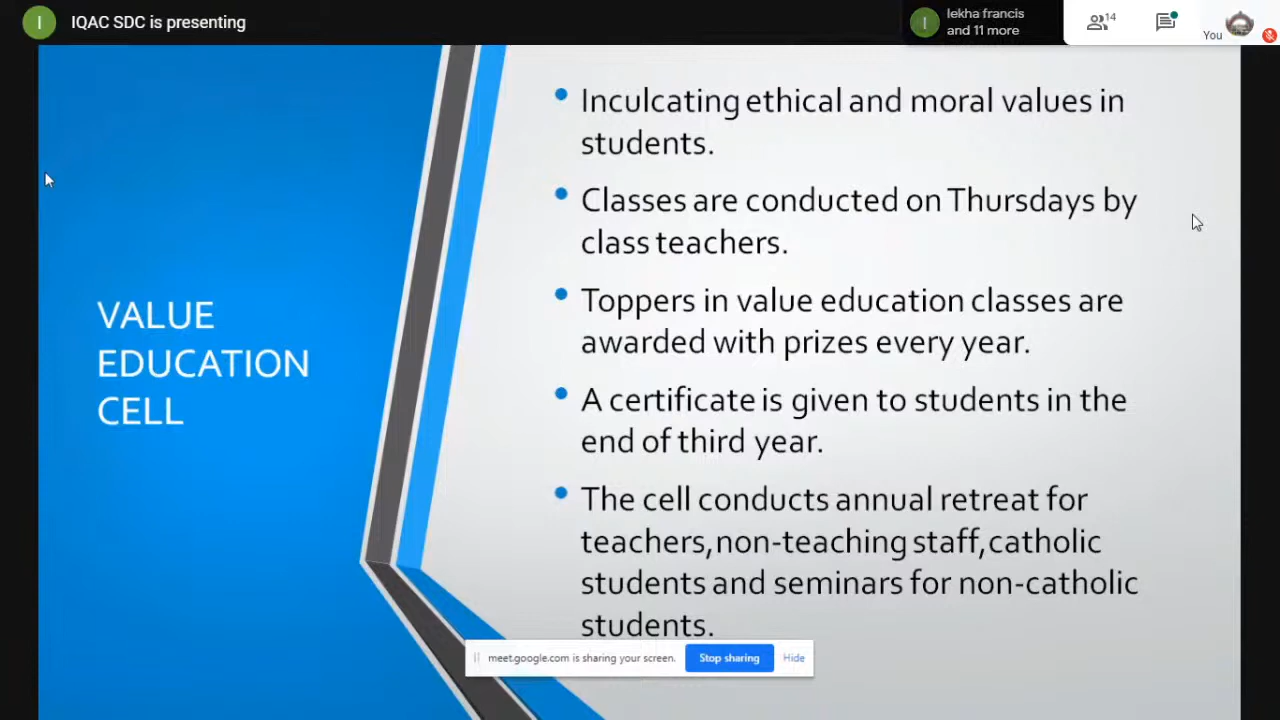 I IQAC SDC is presenting
I lekha francis
and 11 more
14
You
VALUE
EDUCATION
CELL
• Inculcating ethical and moral values in
students.
• Classes are conducted on Thursdays by
class teachers.
• Toppers in value education classes are
awarded with prizes every year.
• A certificate is given to students in the
end of third year.
• The cell conducts annual retreat for
teachers,non-teaching staff,catholic
students and seminars for non-catholic
students.
meet.google.com is sharing your screen. Stop sharing Hide